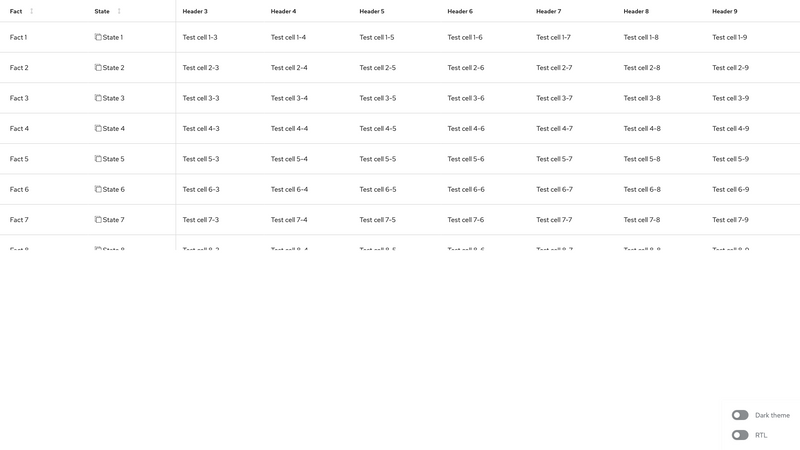 Fact State Header 3 Header 4 Header 5 Header 6 Header 7 Header 8 Header 9
Fact 1 State 1 Test cell 1-3 Test cell 1-4 Test cell 1-5 Test cell 1-6 Test cell 1-7 Test cell 1-8 Test cell 1-9
Fact 2 State 2 Test cell 2-3 Test cell 2-4 Test cell 2-5 Test cell 2-6 Test cell 2-7 Test cell 2-8 Test cell 2-9
Fact 3 State 3 Test cell 3-3 Test cell 3-4 Test cell 3-5 Test cell 3-6 Test cell 3-7 Test cell 3-8 Test cell 3-9
Fact 4 State 4 Test cell 4-3 Test cell 4-4 Test cell 4-5 Test cell 4-6 Test cell 4-7 Test cell 4-8 Test cell 4-9
Fact 5 State 5 Test cell 5-3 Test cell 5-4 Test cell 5-5 Test cell 5-6 Test cell 5-7 Test cell 5-8 Test cell 5-9
Fact 6 State 6 Test cell 6-3 Test cell 6-4 Test cell 6-5 Test cell 6-6 Test cell 6-7 Test cell 6-8 Test cell 6-9
Fact 7 State 7 Test cell 7-3 Test cell 7-4 Test cell 7-5 Test cell 7-6 Test cell 7-7 Test cell 7-8 Test cell 7-9
Dark theme
RTL